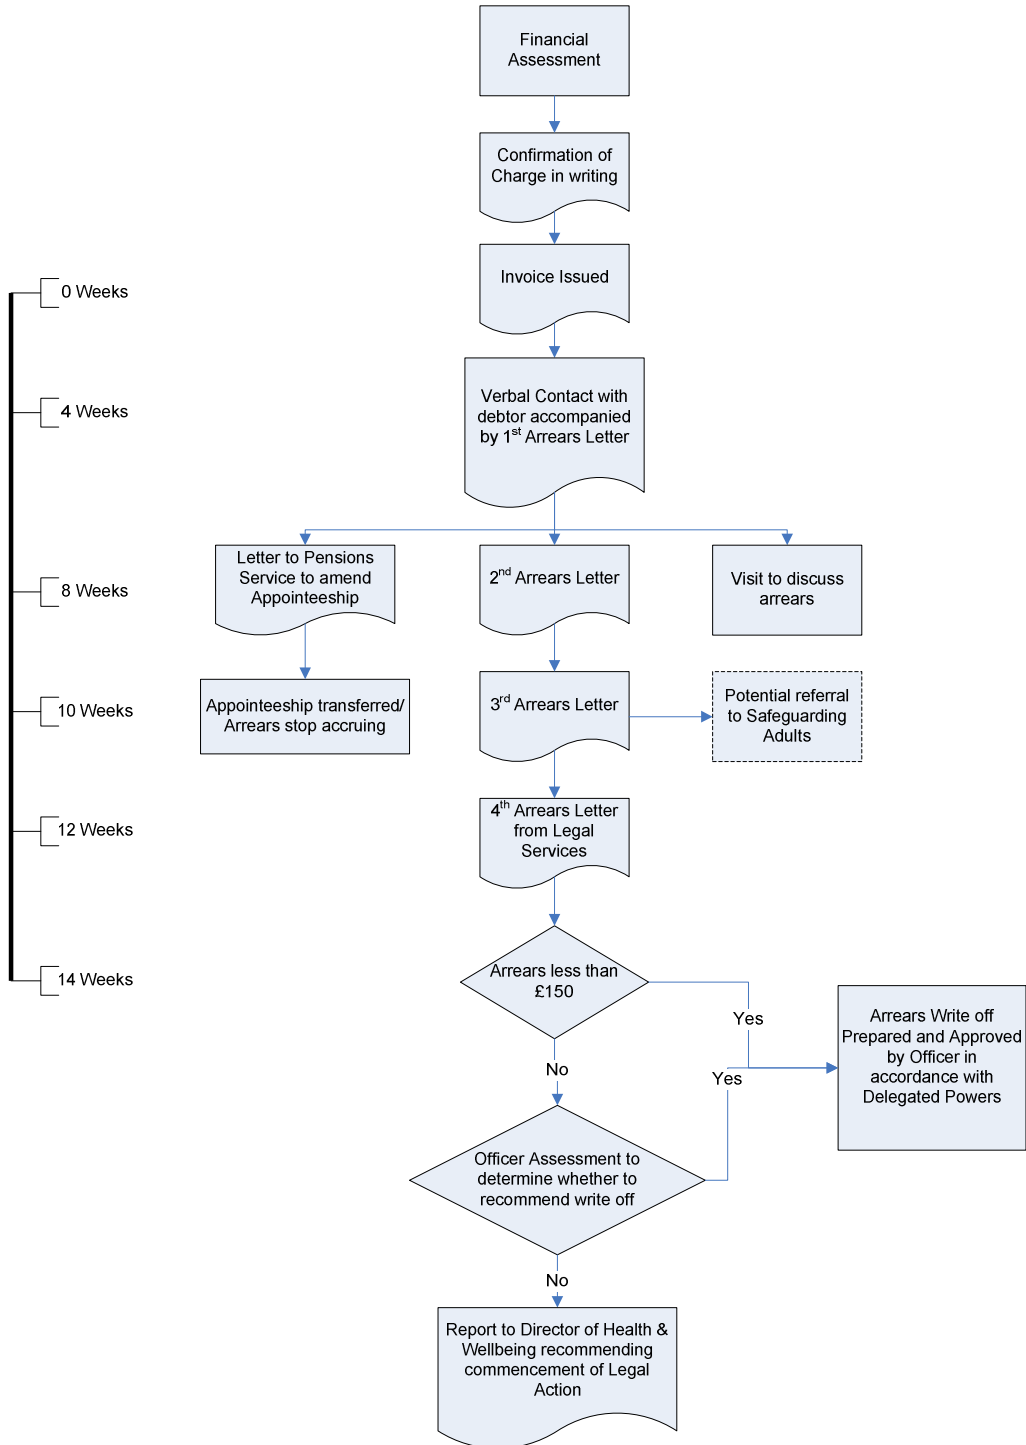 Financial
Assessment
Confirmation of
Charge in writing
Invoice Issued
0 Weeks
Verbal Contact with
debtor accompanied
by 1st Arrears Letter
4 Weeks
Letter to Pensions
Service to amend
Appointeeship
2nd Arrears Letter
Visit to discuss
arrears
8 Weeks
Appointeeship transferred/
Arrears stop accruing
3rd Arrears Letter
Potential referral
to Safeguarding
Adults
10 Weeks
4th Arrears Letter
from Legal
Services
12 Weeks
Arrears less than
£150
14 Weeks
Yes
Arrears Write off
Prepared and Approved
by Officer in
accordance with
Delegated Powers
No
Yes
Officer Assessment to
determine whether to
recommend write off
No
Report to Director of Health &
Wellbeing recommending
commencement of Legal
Action